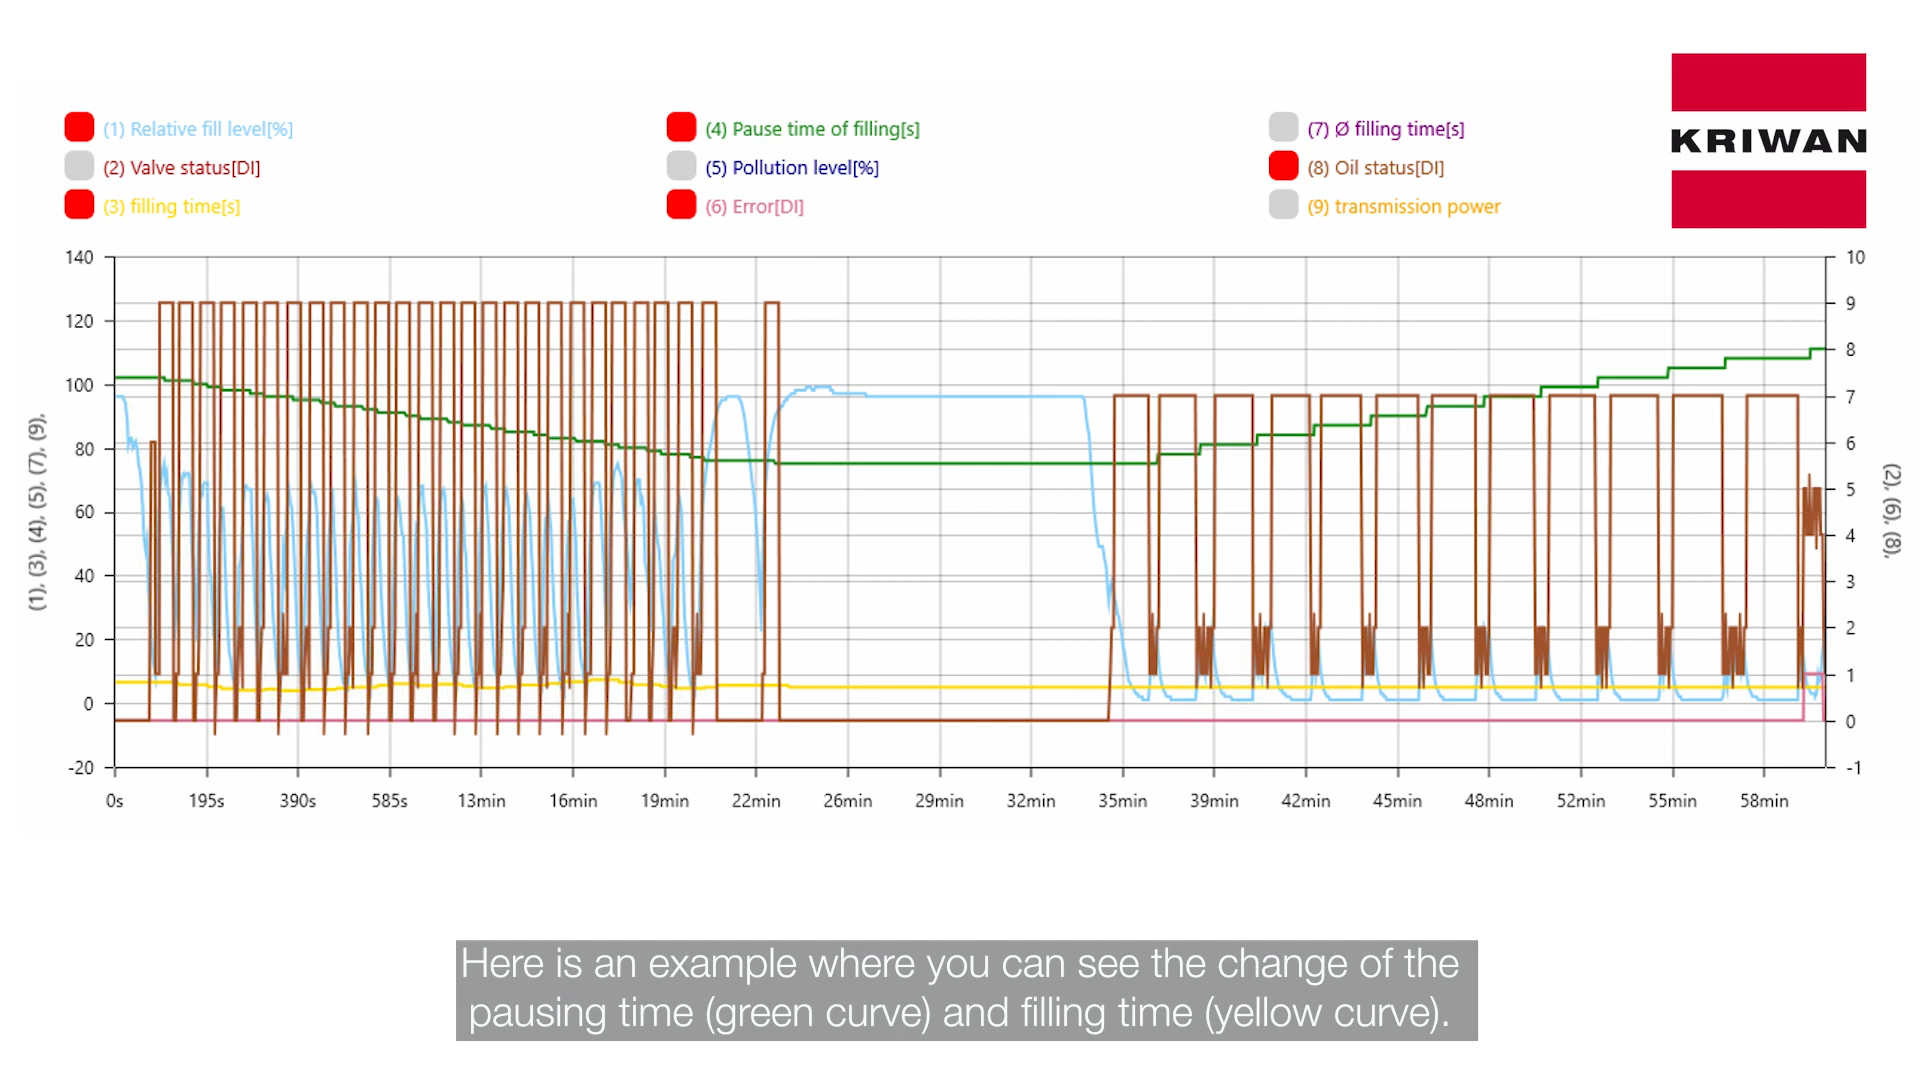 (1) Relative fill level[%]
(4) Pause time of filling[s]
(7) Ø filling time[s]
KRIWAN
(2) Valve status[DI]
(5) Pollution level[%]
(8) Oil status[DI]
(3) filling time[s]
(6) Error[DI]
(9) transmission power
140
120
100
80
60
40
20
0
-20
(1), (3), (4), (5), (7), (9),
10
9
8
7
6
5
4
3
2
1
0
-1
(2), (6), (8),
0s 195s 390s 585s 13min 16min 19min 22min 26min 29min 32min 35min 39min 42min 45min 48min 52min 55min 58min
Here is an example where you can see the change of the
pausing time (green curve) and filling time (yellow curve).